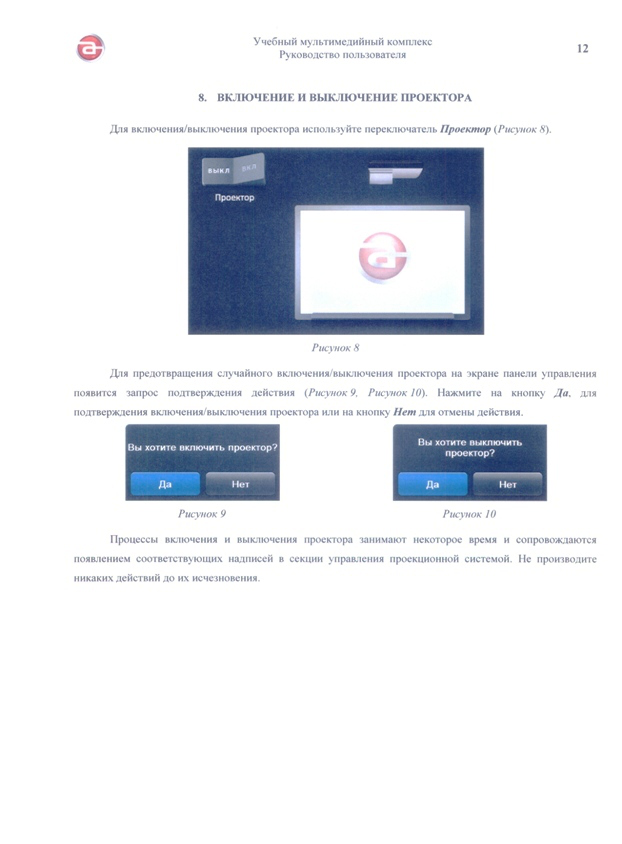 Учебный мультимедийный комплекс
Руководство пользователя
12
8. ВКЛЮЧЕНИЕ И ВЫКЛЮЧЕНИЕ ПРОЕКТОРА
Для включения/выключения проектора используйте переключатель Проектор (Рисунок 8).
ВЫКЛ ВКЛ
Проектор
Рисунок 8
Для предотвращения случайного включения/выключения проектора на экране панели управления
появится запрос подтверждения действия (Рисунок 9, Рисунок 10). Нажмите на кнопку Да, для
подтверждения включения/выключения проектора или на кнопку Нет для отмены действия.
Вы хотите включить проектор?
Да Нет
Рисунок 9
Вы хотите выключить
проектор?
Да Нет
Рисунок 10
Процессы включения и выключения проектора занимают некоторое время и сопровождаются
появлением соответствующих надписей в секции управления проекционной системой. Не производите
никаких действий до их исчезновения.